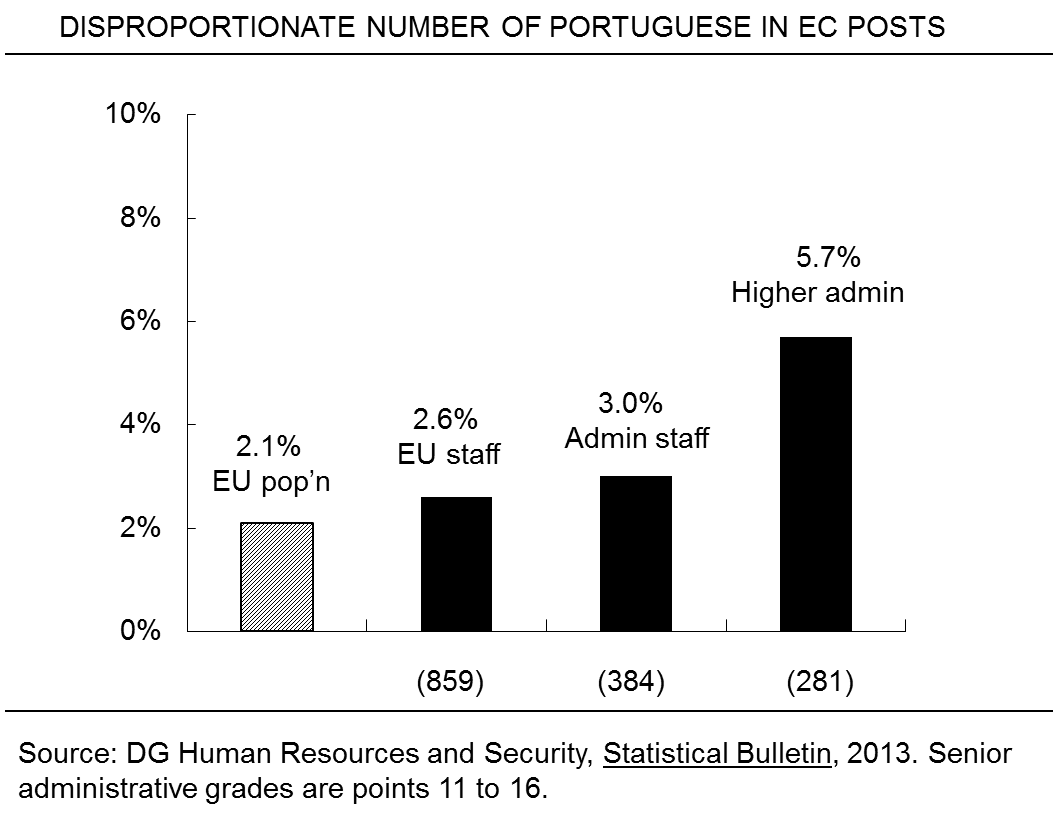 DISPROPORTIONATE NUMBER OF PORTUGUESE IN EC POSTS
10%
8%
6%
4%
2%
0%
2.1%
EU pop’n
2.6%
EU staff
3.0%
Admin staff
5.7%
Higher admin
(859)
(384)
(281)
Source: DG Human Resources and Security, Statistical Bulletin, 2013. Senior
administrative grades are points 11 to 16.